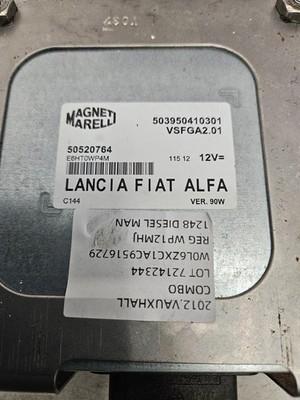 MAGNETI
MARELLI
503950410301
VSFGA2.01
50520764
E6HT0WP4M
115 12
12V=
LANCIA FIAT ALFA
C144
VER. 90W
2012.VAUXHALL
COMBO
LOT 72142344
W0L6ZXC1AC9516729
REG WP12MHJ
1248 DIESEL MAN